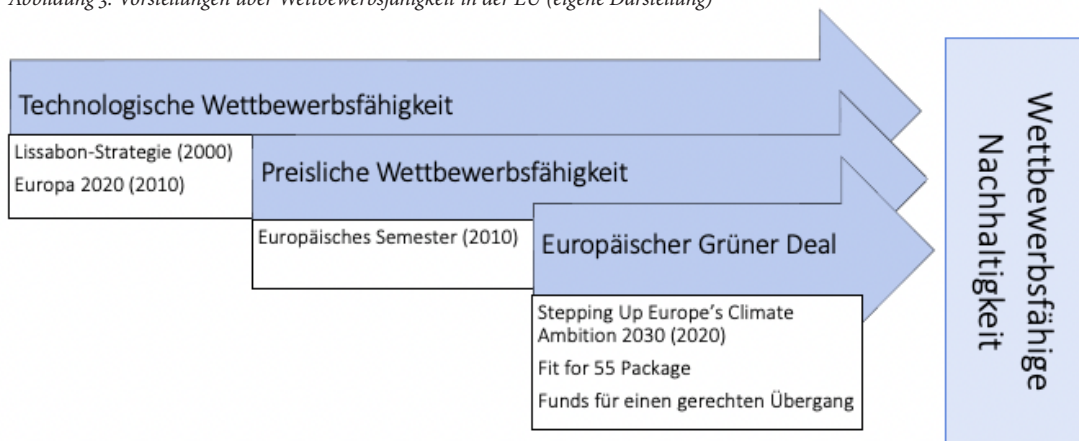 Abbildung 3: Vorstellungen über Wettbewerbsfähigkeit in der EU (eigene Darstellung)
Technologische Wettbewerbsfähigkeit
Lissabon-Strategie (2000)
Europa 2020 (2010)
Preisliche Wettbewerbsfähigkeit
Europäisches Semester (2010)
Europäischer Grüner Deal
Stepping Up Europe's Climate
Ambition 2030 (2020)
Fit for 55 Package
Funds für einen gerechten Übergang
Wettbewerbsfähige
Nachhaltigkeit